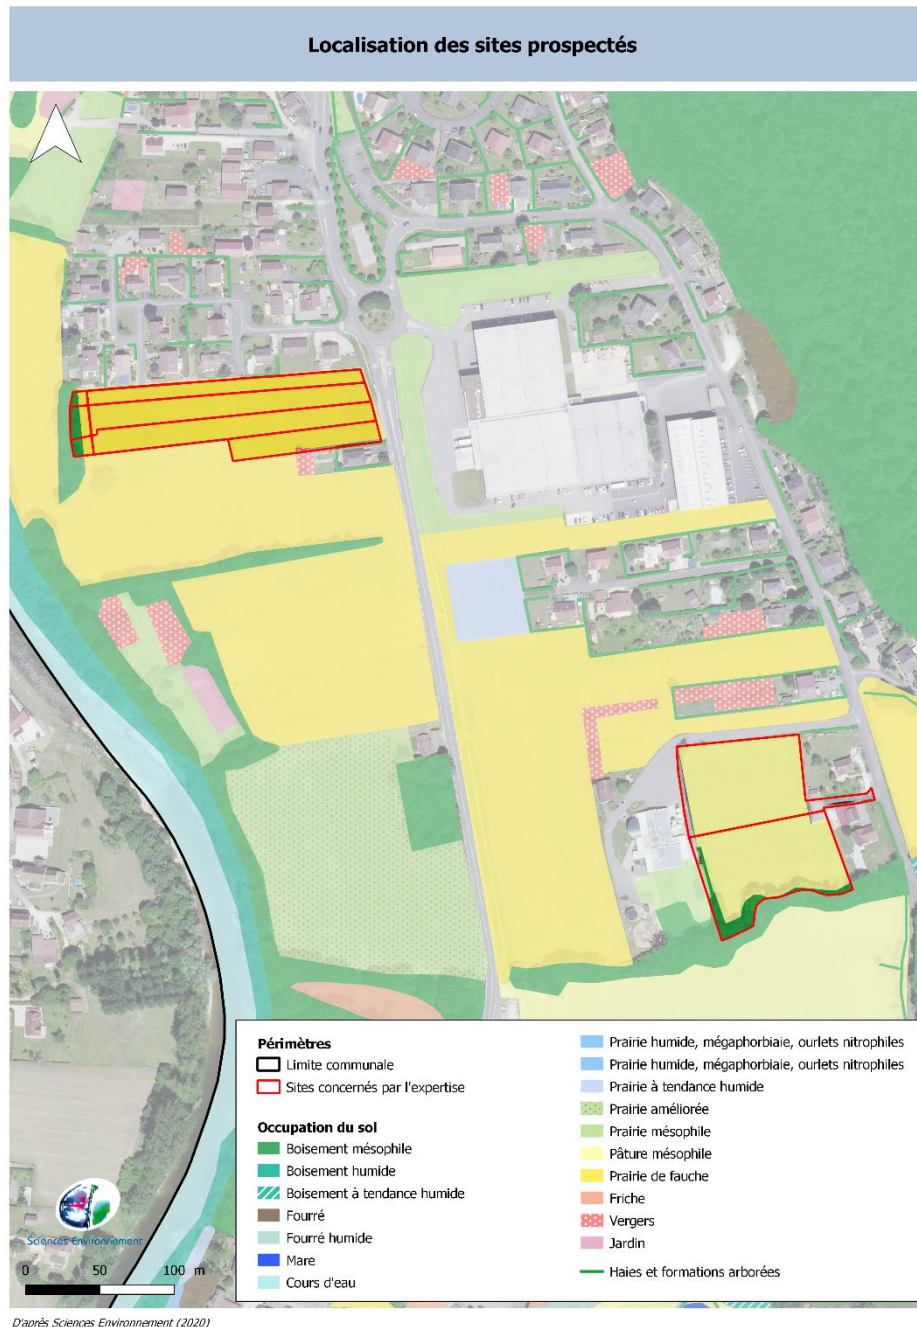 Localisation des sites prospectés
Périmètres
Limite communale
Sites concernés par l'expertise
Occupation du sol
Boisement mésophile
Boisement humide
Boisement à tendance humide
Fourré
Fourré humide
Mare
Cours d'eau
Prairie humide, mégaphorbiaie, ourlets nitrophiles
Prairie humide, mégaphorbiaie, ourlets nitrophiles
Prairie à tendance humide
Prairie améliorée
Prairie mésophile
Pâture mésophile
Prairie de fauche
Friche
Vergers
Jardin
Haies et formations arborées
Sciences Environnement
0 50 100 m
D'après Sciences Environnement (2020)